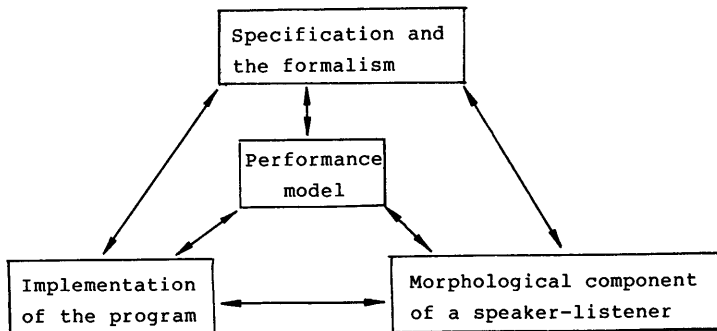 Specification and
the formalism
Performance
model
Implementation
of the program
Morphological component
of a speaker-listener